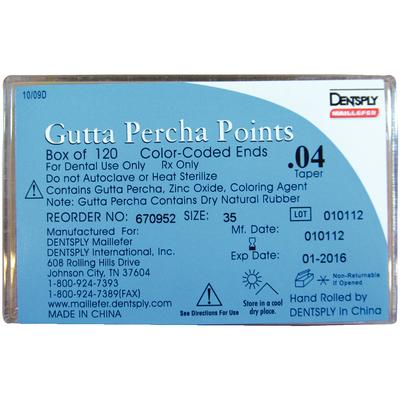 10/09D
DENTSPLY
MAILLEFER
Gutta Percha Points
Box of 120 Color-Coded Ends
.04
Taper
For Dental Use Only Rx Only
Do not Autoclave or Heat Sterilize
Contains Gutta Percha, Zinc Oxide, Coloring Agent
Note: Gutta Percha Contains Dry Natural Rubber
REORDER NO: 670952 SIZE: 35
LOT 010112
Manufactured For:
DENTSPLY Maillefer
DENTSPLY International, Inc.
608 Rolling Hills Drive
Johnson City, TN 37604
1-800-924-7393
1-800-924-7389(FAX)
www.maillefer.dentsply.com
MADE IN CHINA
Mf. Date: 010112
Exp Date: 01-2016
See Directions For Use
Store in a cool
dry place.
Non-Returnable
If Opened
Hand Rolled by
DENTSPLY in China